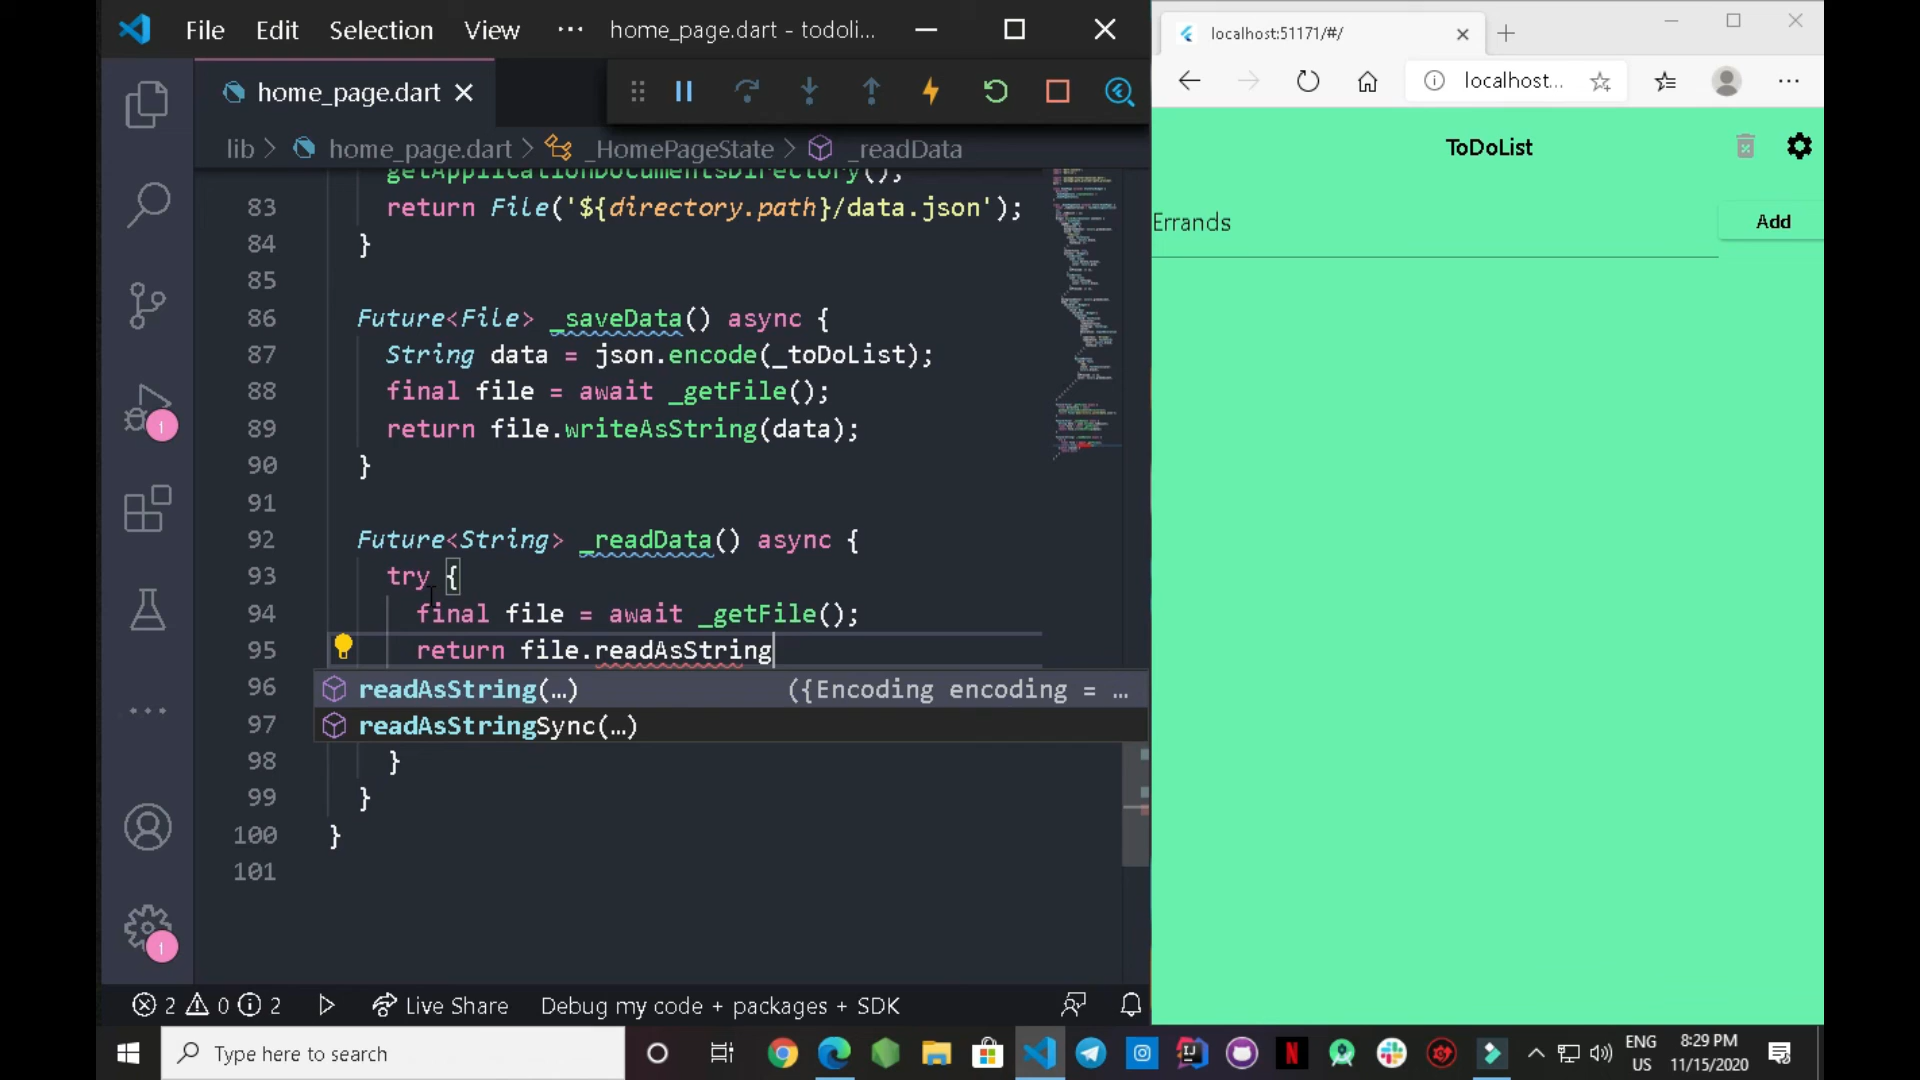 File Edit Selection View ··· home_page.dart - todoli...
home_page.dart
lib > home_page.dart > _HomePageState > _readData
getApplicationDocumentsDirectory();
83 return File('${directory.path}/data.json');
84 }
85
86 Future<File> _saveData() async {
87 String data = json.encode(_toDoList);
88 final file = await _getFile();
89 return file.writeAsString(data);
90 }
91
92 Future<String> _readData() async {
93 try {
94 final file = await _getFile();
95 return file.readAsString
96 readAsString(…) ({Encoding encoding = …
97 readAsStringSync(…)
98 }
99 }
100 }
101
1
1
2 0 2 Live Share Debug my code + packages + SDK
localhost:51171/#/
localhost...
ToDoList
Errands
Add
Type here to search
ENG
US
8:29 PM
11/15/2020